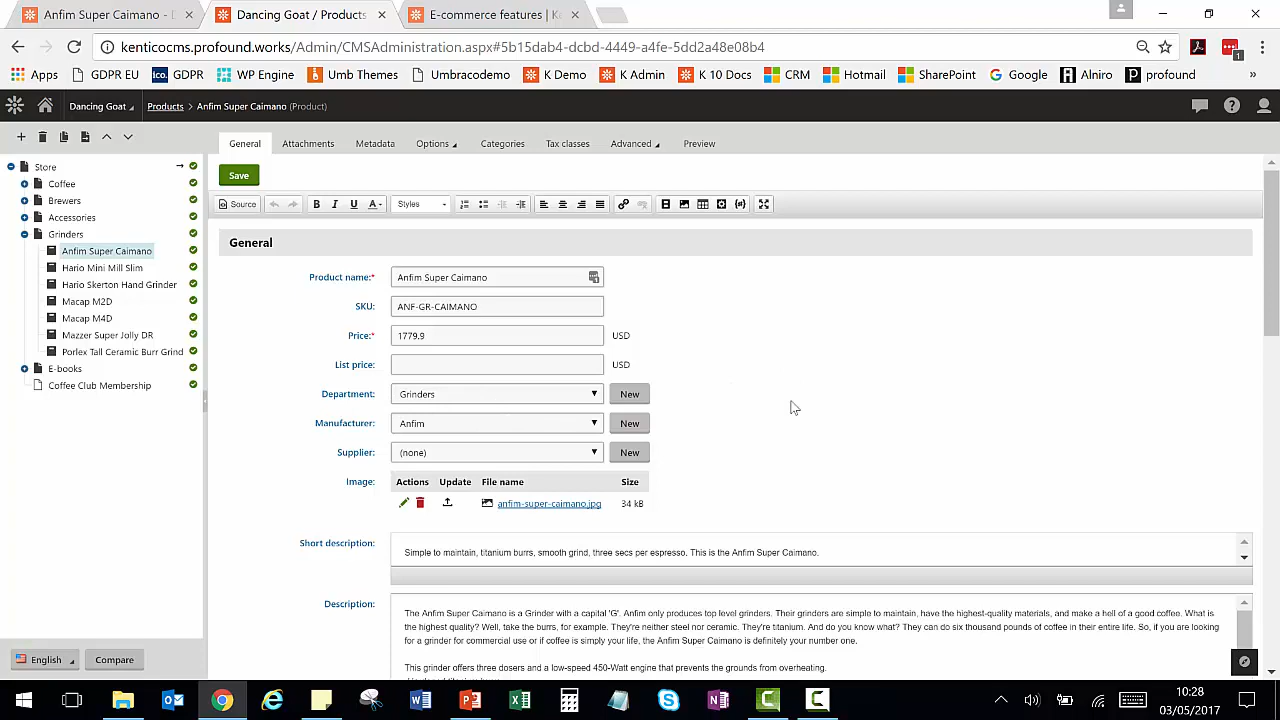 Anfim Super Caimano - D
Dancing Goat / Products
E-commerce features | Ke
kenticocms.profound.works/Admin/CMSAdministration.aspx#5b15dab4-dcbd-4449-a4fe-5dd2a48e08b4
1
Apps
GDPR EU
ico. GDPR
WP Engine
Umb Themes
Umbracodemo
K Demo
K Admin
K 10 Docs
CRM
Hotmail
SharePoint
Google
Alniro
profound
»
Dancing Goat
Products > Anfim Super Caimano (Product)
General
Attachments
Metadata
Options
Categories
Tax classes
Advanced
Preview
Store
Coffee
Brewers
Accessories
Grinders
Anfim Super Caimano
Hario Mini Mill Slim
Hario Skerton Hand Grinder
Macap M2D
Macap M4D
Mazzer Super Jolly DR
Porlex Tall Ceramic Burr Grind
E-books
Coffee Club Membership
English
Compare
Save
Source
B I U A
Styles
General
Product name:* Anfim Super Caimano
SKU: ANF-GR-CAIMANO
Price:* 1779.9 USD
List price: USD
Department: Grinders New
Manufacturer: Anfim New
Supplier: (none) New
Image: Actions Update File name Size
anfim-super-caimano.jpg 34 kB
Short description: Simple to maintain, titanium burrs, smooth grind, three secs per espresso. This is the Anfim Super Caimano.
Description: The Anfim Super Caimano is a Grinder with a capital 'G'. Anfim only produces top level grinders. Their grinders are simple to maintain, have the highest-quality materials, and make a hell of a good coffee. What is
the highest quality? Well, take the burrs, for example. They're neither steel nor ceramic. They're titanium. And do you know what? They can do six thousand pounds of coffee in their entire life. So, if you are looking
for a grinder for commercial use or if coffee is simply your life, the Anfim Super Caimano is definitely your number one.
This grinder offers three dosers and a low-speed 450-Watt engine that prevents the grounds from overheating.
10:28
03/05/2017